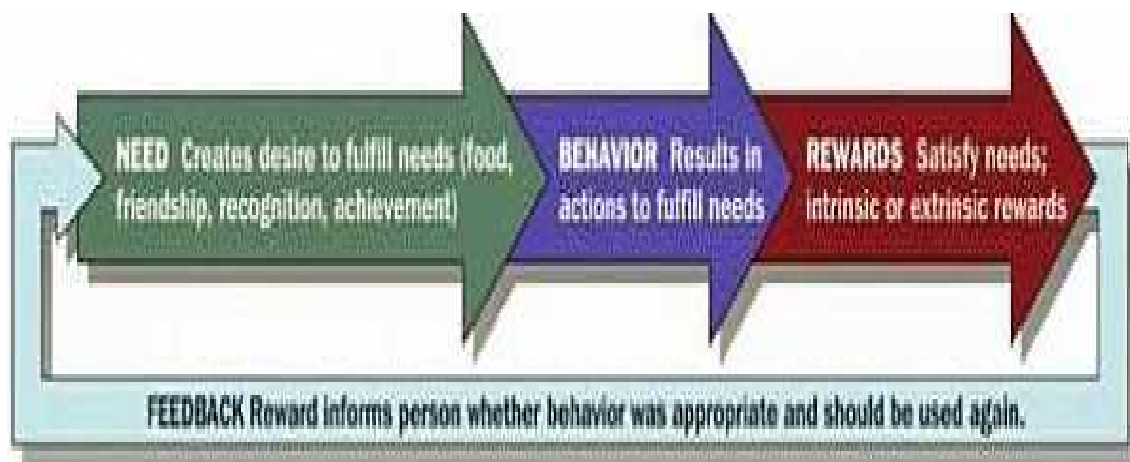 NEED Creates desire to fulfill needs (food,
friendship, recognition, achievement)
BEHAVIOR Results in
actions to fulfill needs
REWARDS Satisfy needs;
intrinsic or extrinsic rewards
FEEDBACK Reward informs person whether behavior was appropriate and should be used again.